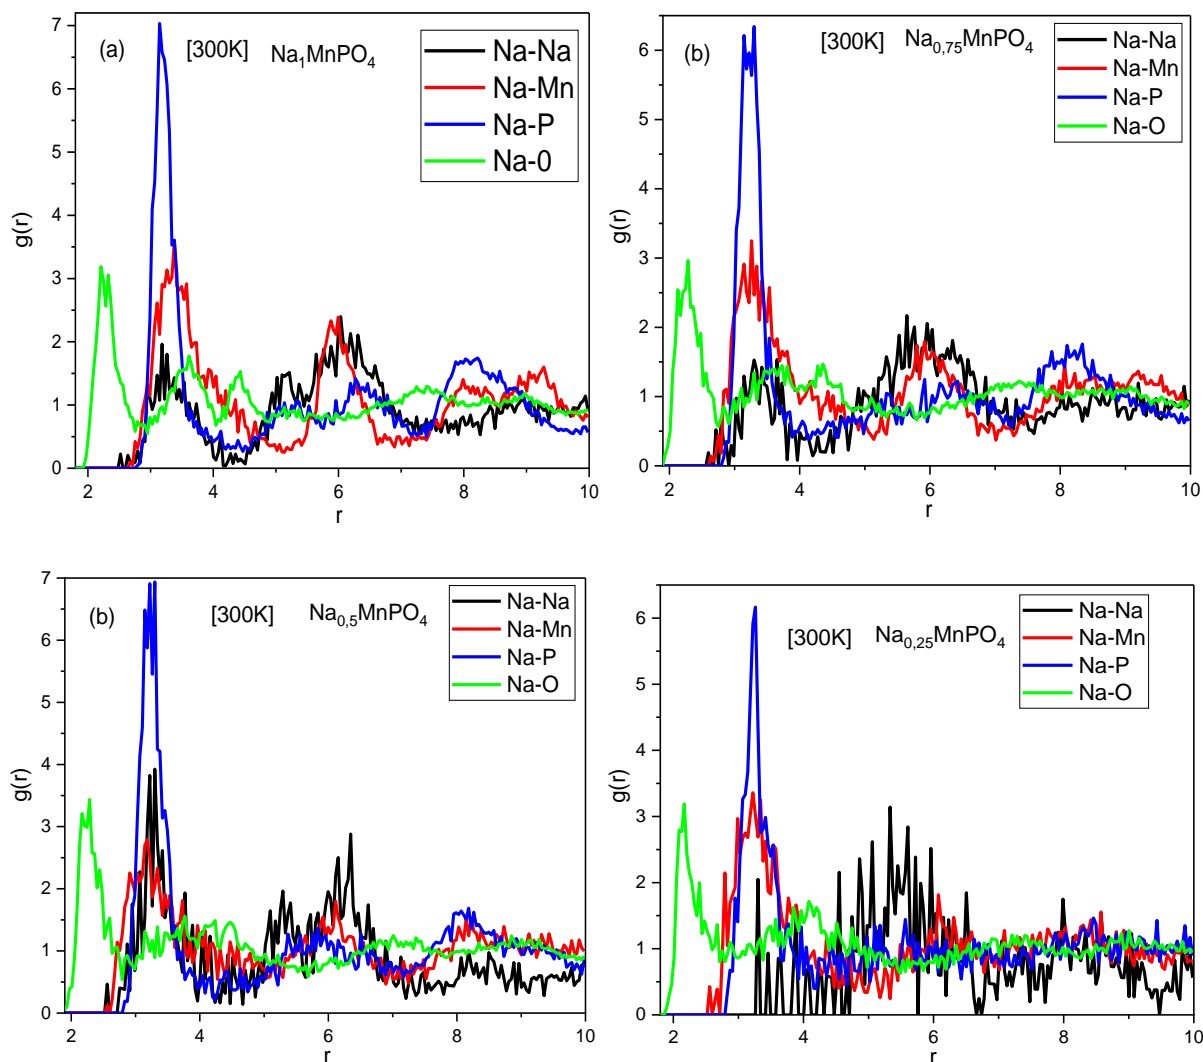 (a) [300K] Na1MnPO4
Na-Na
Na-Mn
Na-P
Na-0
g(r)
7
6
5
4
3
2
1
0
2 4 6 8 10
r
(b) [300K] Na0,75MnPO4
Na-Na
Na-Mn
Na-P
Na-O
g(r)
6
5
4
3
2
1
0
2 4 6 8 10
r
(b) [300K] Na0,5MnPO4
Na-Na
Na-Mn
Na-P
Na-O
g(r)
7
6
5
4
3
2
1
0
2 4 6 8 10
r
[300K] Na0,25MnPO4
Na-Na
Na-Mn
Na-P
Na-O
g(r)
6
5
4
3
2
1
0
2 4 6 8 10
r